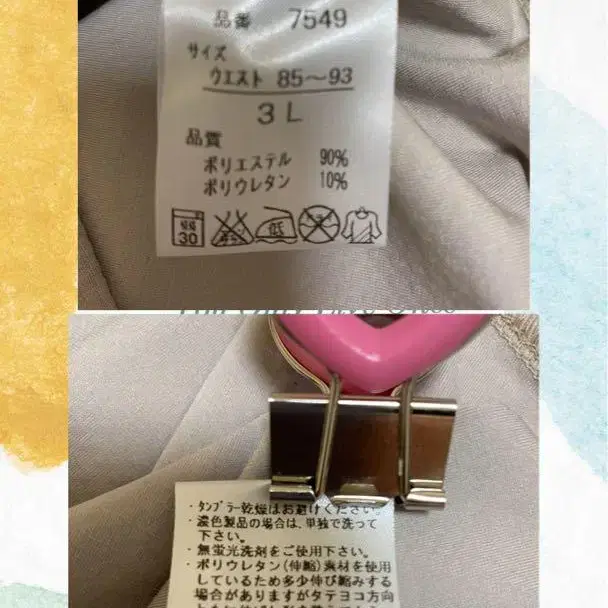 品番 7549
サイズ
ウエスト 85〜93
3L
品質
ポリエステル 90%
ポリウレタン 10%
30
低
・タンブラー乾燥はお避けください。
・濃色製品の場合は、単独で洗って
下さい。
・無蛍光洗剤をご使用下さい。
・ポリウレタン(伸縮)素材を使用
しているため多少伸び縮みする
場合がありますがタテヨコ方向